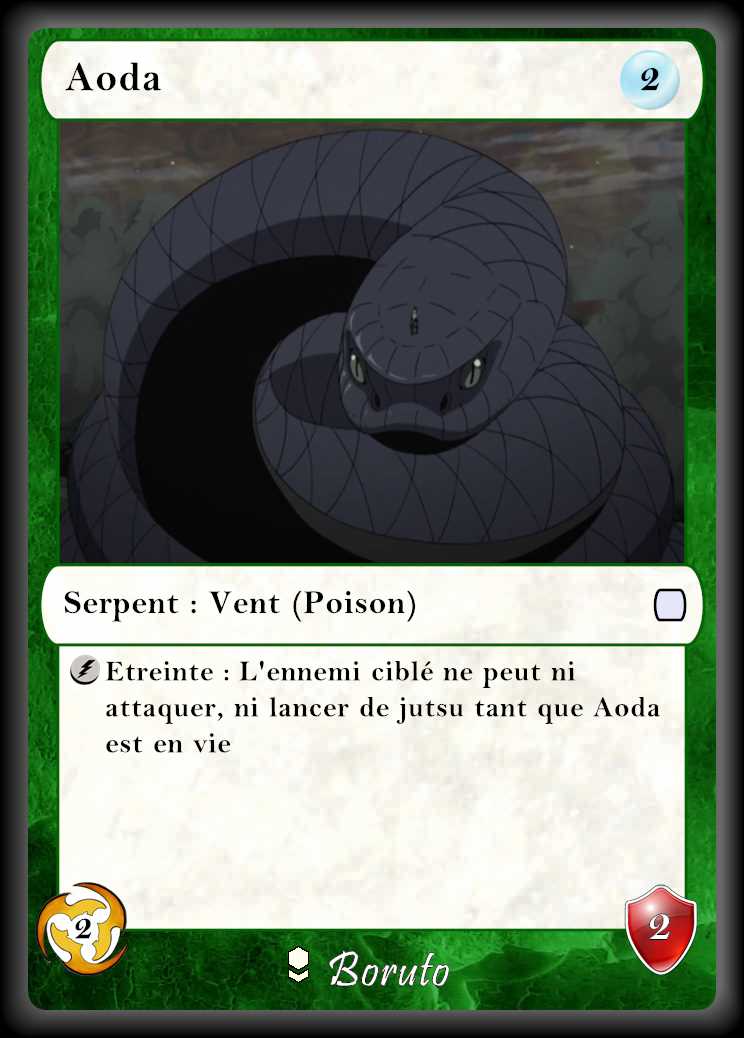 Aoda
2
Serpent : Vent (Poison)
Etreinte : L'ennemi ciblé ne peut ni
attaquer, ni lancer de jutsu tant que Aoda
est en vie
2
2
Boruto